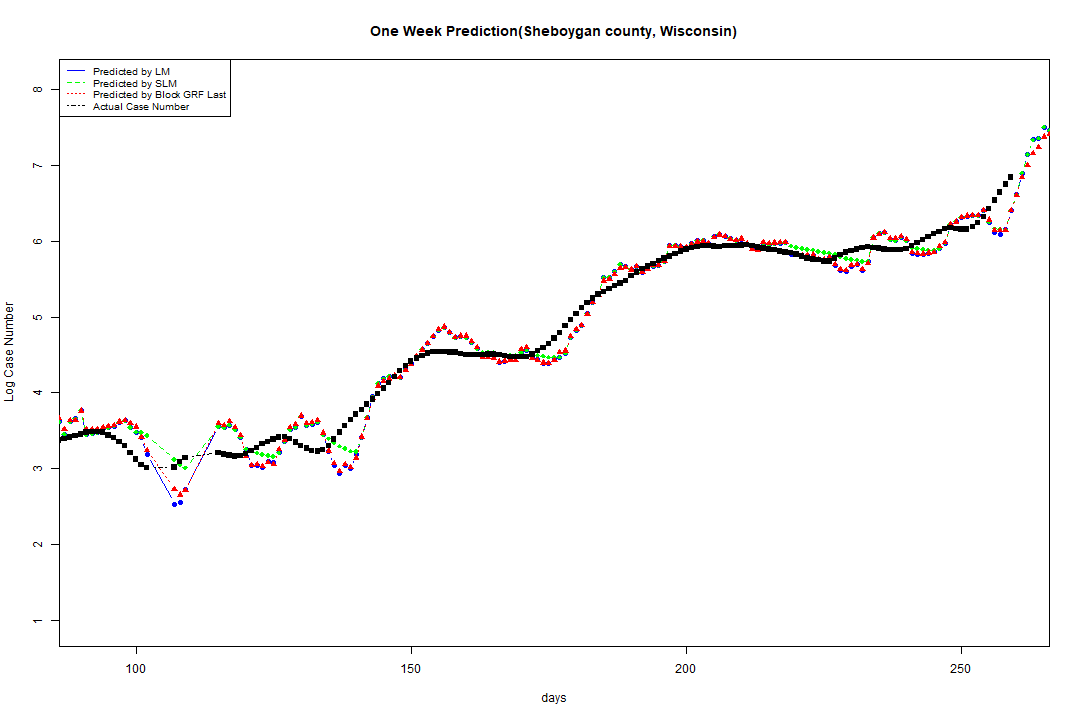 One Week Prediction(Sheboygan county, Wisconsin)
Predicted by LM
Predicted by SLM
Predicted by Block GRF Last
Actual Case Number
8
7
6
5
4
3
2
1
Log Case Number
100 150 200 250
days